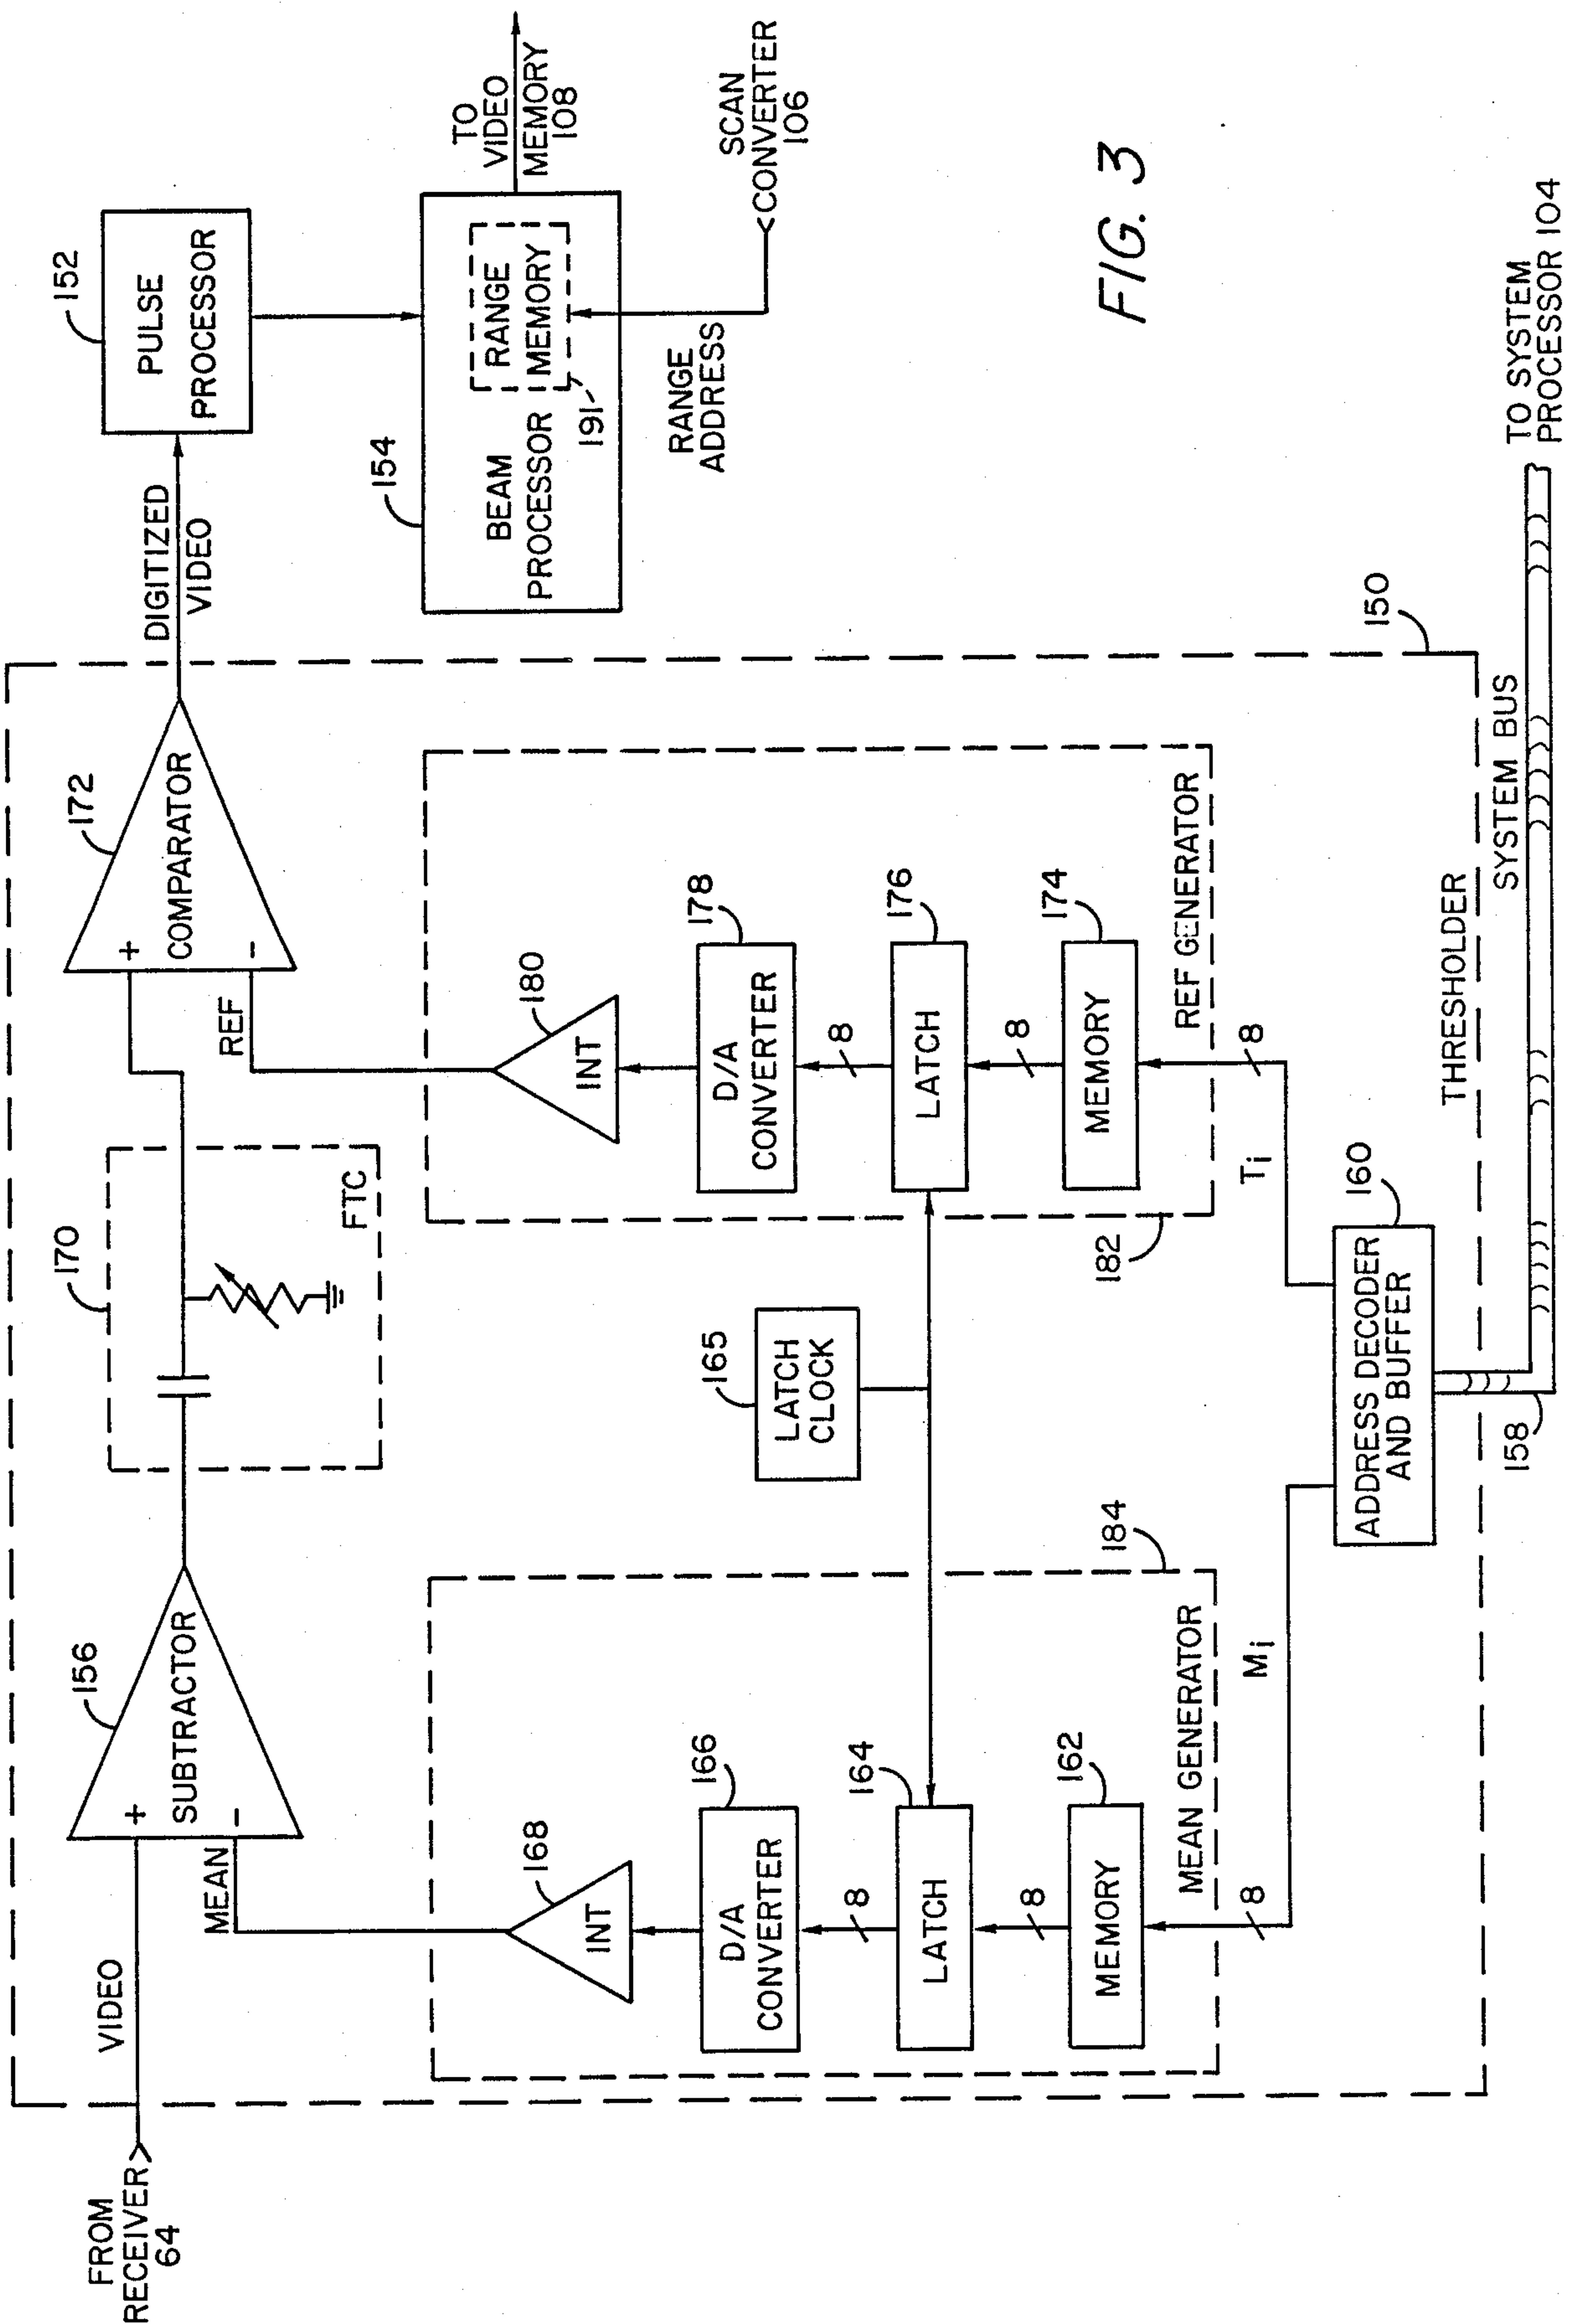 FROM
RECEIVER
64
VIDEO
MEAN
156
SUBTRACTOR
+
-
170
FTC
REF
172
COMPARATOR
+
-
DIGITIZED
VIDEO
152
PULSE
PROCESSOR
154
BEAM
PROCESSOR
RANGE
MEMORY
191
TO
VIDEO
MEMORY
108
RANGE
ADDRESS
SCAN
CONVERTER
106
168
INT
166
D/A
CONVERTER
8
164
LATCH
8
162
MEMORY
MEAN GENERATOR
184
8
Mi
165
LATCH
CLOCK
180
INT
178
D/A
CONVERTER
8
176
LATCH
8
174
MEMORY
REF GENERATOR
182
8
Ti
160
ADDRESS DECODER
AND BUFFER
158
THRESHOLDER
150
SYSTEM BUS
TO SYSTEM
PROCESSOR 104
FIG. 3